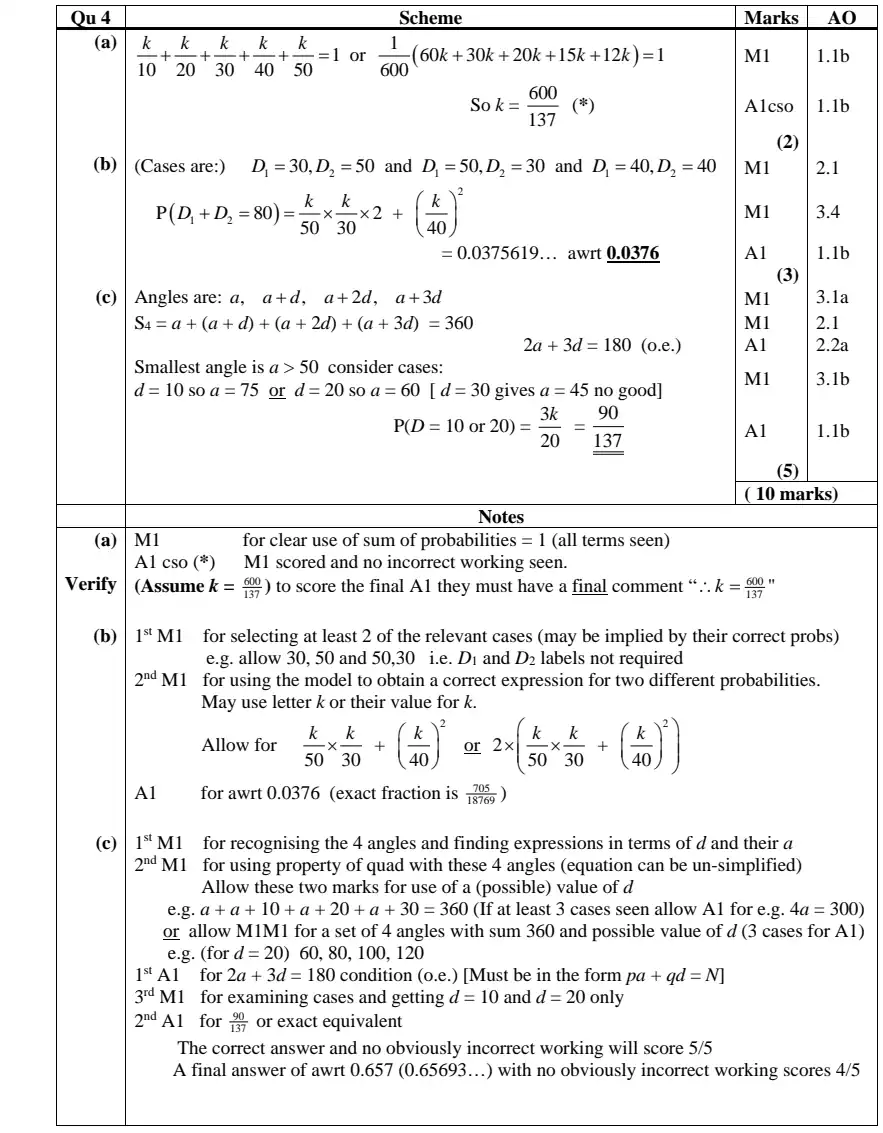 Qu 4 Scheme Marks AO
(a) k/10 + k/20 + k/30 + k/40 + k/50 = 1 or 1/600 (60k + 30k + 20k + 15k + 12k) = 1 M1 1.1b
So k = 600/137 (*) A1cso 1.1b
(2)
(b) (Cases are:) D₁ = 30, D₂ = 50 and D₁ = 50, D₂ = 30 and D₁ = 40, D₂ = 40 M1 2.1
P(D₁ + D₂ = 80) = k/50 × k/30 × 2 + (k/40)² M1 3.4
= 0.0375619… awrt 0.0376 A1 1.1b
(3)
(c) Angles are: a, a + d, a + 2d, a + 3d M1 3.1a
S₄ = a + (a + d) + (a + 2d) + (a + 3d) = 360 M1 2.1
2a + 3d = 180 (o.e.) A1 2.2a
Smallest angle is a > 50 consider cases:
d = 10 so a = 75 or d = 20 so a = 60 [ d = 30 gives a = 45 no good] M1 3.1b
P(D = 10 or 20) = 3k/20 = 90/137 A1 1.1b
(5)
( 10 marks)
Notes
(a) M1 for clear use of sum of probabilities = 1 (all terms seen)
A1 cso (*) M1 scored and no incorrect working seen.
Verify (Assume k = 600/137 ) to score the final A1 they must have a final comment “∴ k = 600/137 "
(b) 1st M1 for selecting at least 2 of the relevant cases (may be implied by their correct probs)
e.g. allow 30, 50 and 50,30 i.e. D₁ and D₂ labels not required
2nd M1 for using the model to obtain a correct expression for two different probabilities.
May use letter k or their value for k.
Allow for k/50 × k/30 + (k/40)² or 2×(k/50 × k/30 + (k/40)²)
A1 for awrt 0.0376 (exact fraction is 705/18769 )
(c) 1st M1 for recognising the 4 angles and finding expressions in terms of d and their a
2nd M1 for using property of quad with these 4 angles (equation can be un-simplified)
Allow these two marks for use of a (possible) value of d
e.g. a + a + 10 + a + 20 + a + 30 = 360 (If at least 3 cases seen allow A1 for e.g. 4a = 300)
or allow M1M1 for a set of 4 angles with sum 360 and possible value of d (3 cases for A1)
e.g. (for d = 20) 60, 80, 100, 120
1st A1 for 2a + 3d = 180 condition (o.e.) [Must be in the form pa + qd = N]
3rd M1 for examining cases and getting d = 10 and d = 20 only
2nd A1 for 90/137 or exact equivalent
The correct answer and no obviously incorrect working will score 5/5
A final answer of awrt 0.657 (0.65693…) with no obviously incorrect working scores 4/5